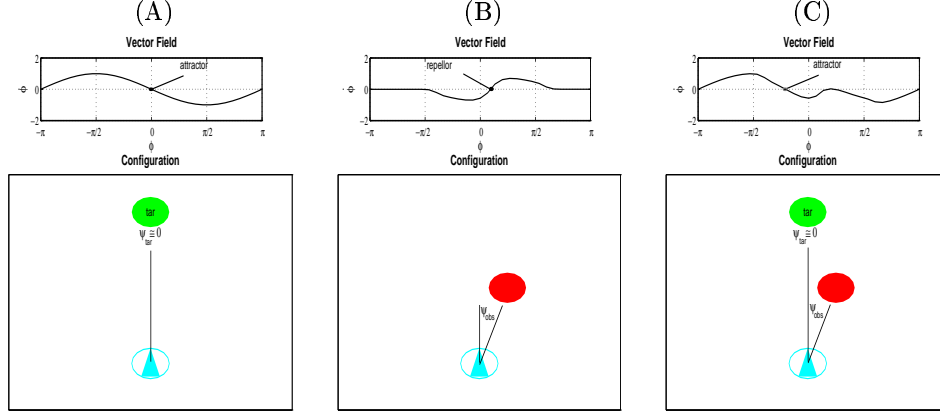 (A)
Vector Field
attractor
2
0
−2
φ
−π
−π/2
0
π/2
π
φ
Configuration
tar
ψtar ≅ 0
(B)
Vector Field
repellor
2
0
−2
φ
−π
−π/2
0
π/2
π
φ
Configuration
ψobs
(C)
Vector Field
attractor
2
0
−2
φ
−π
−π/2
0
π/2
π
φ
Configuration
tar
ψtar ≅ 0
ψobs